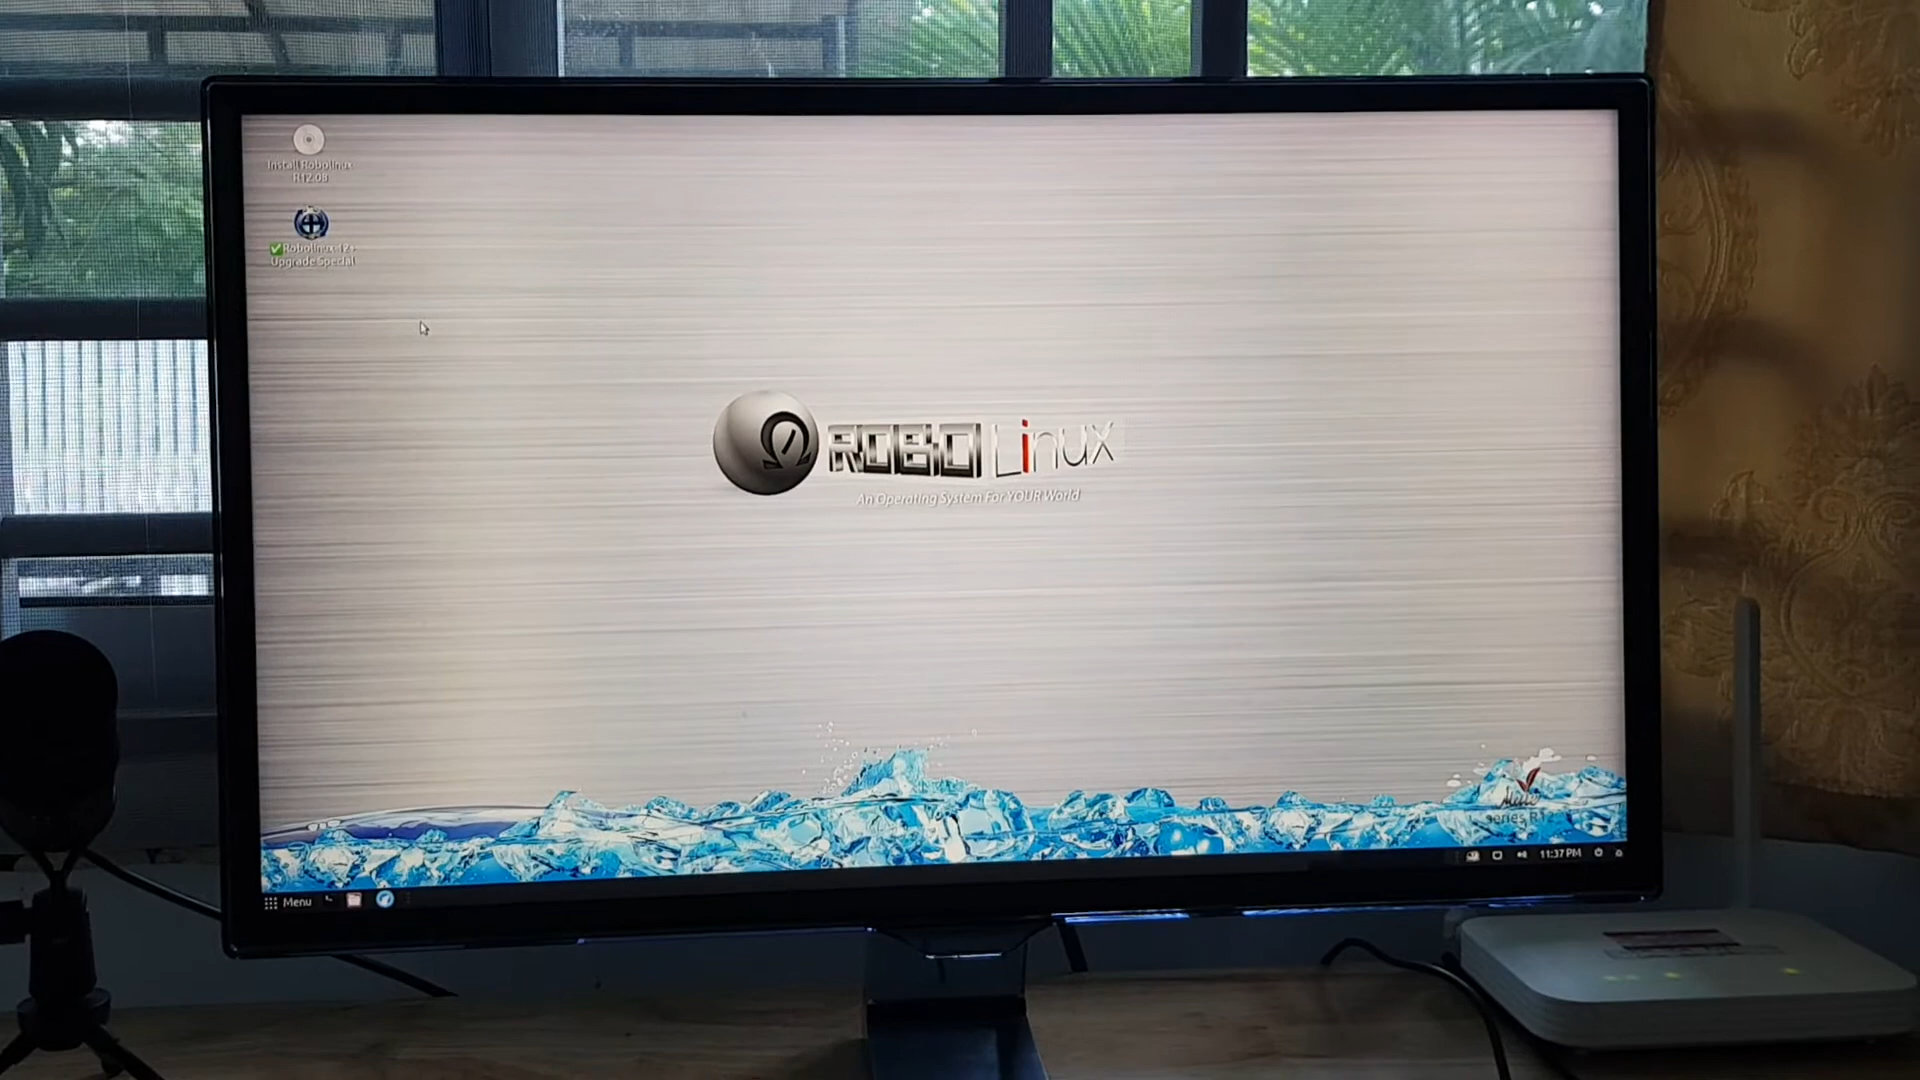 Install Robolinux
R12.08
Robolinux 12+
Upgrade Special
ROBO Linux
An Operating System For YOUR World
Mate
series R12
Menu
11:37 PM